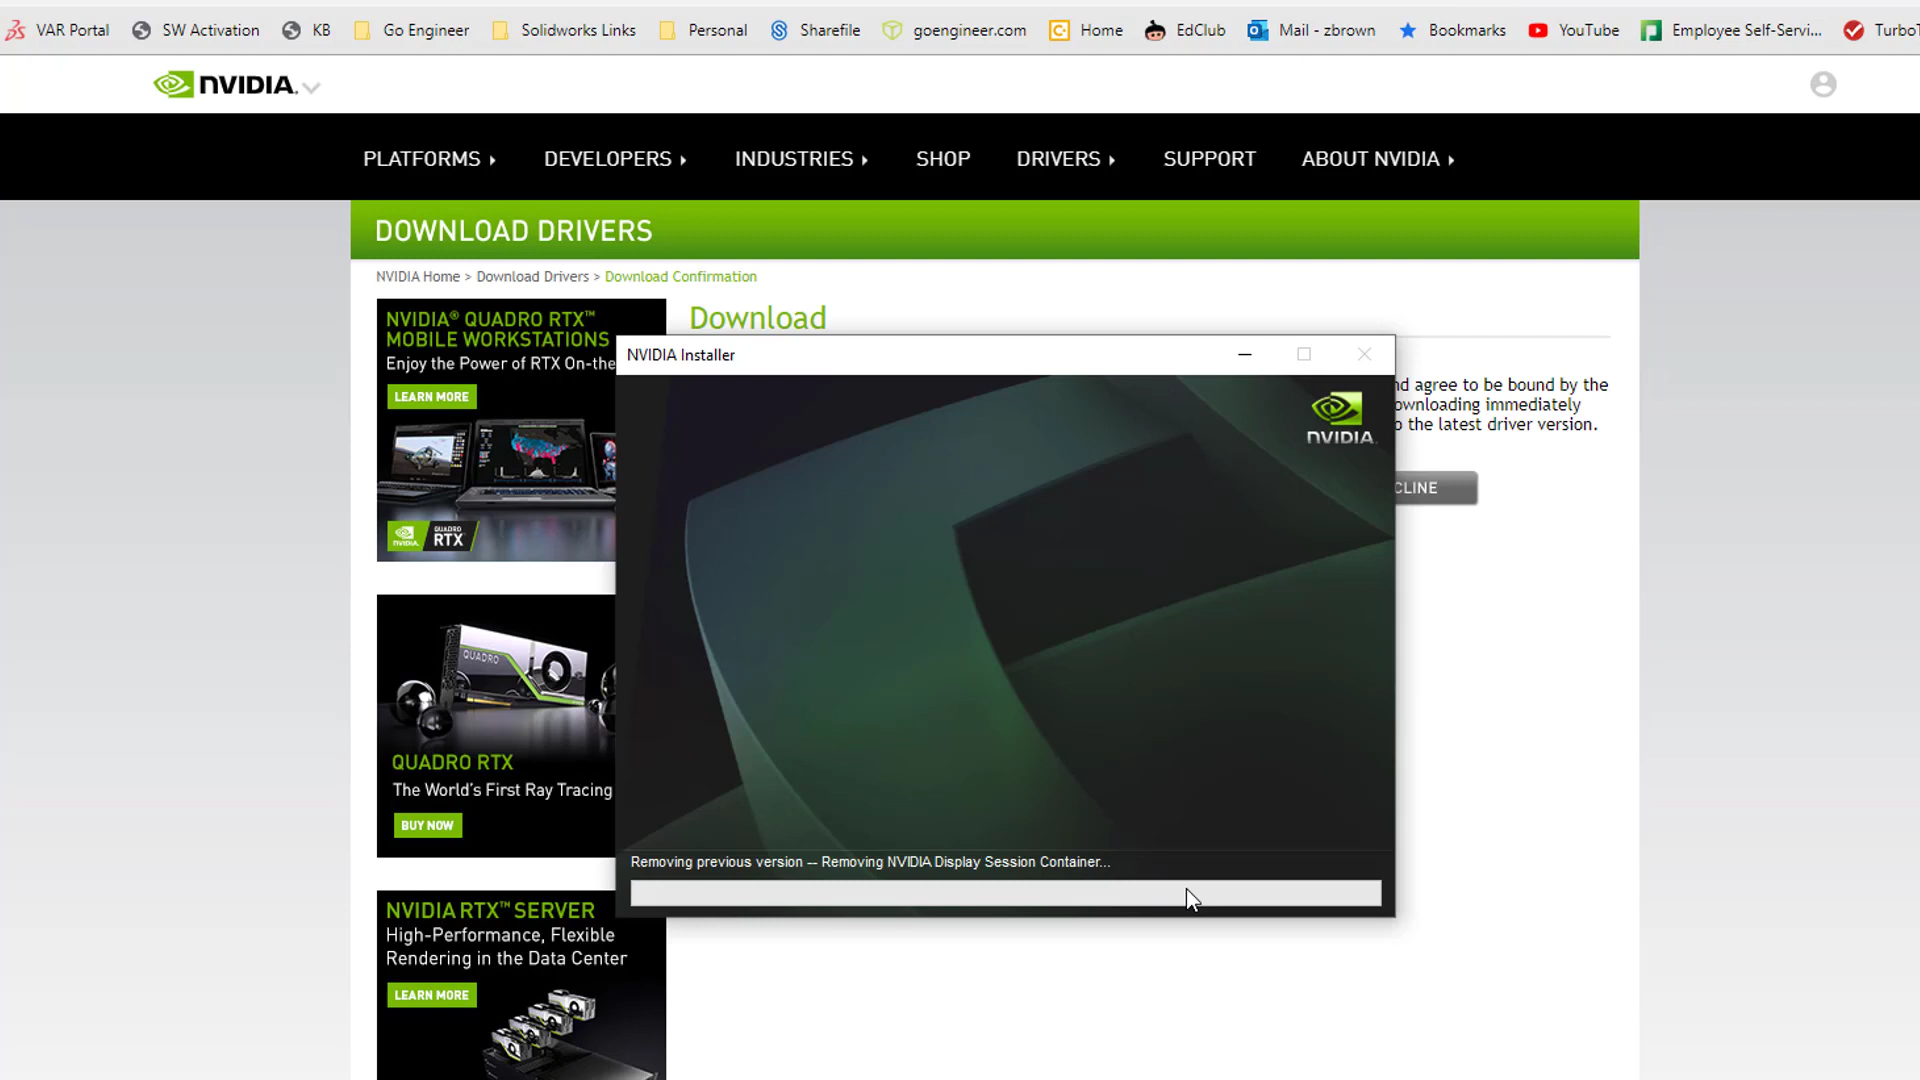 VAR Portal SW Activation KB Go Engineer Solidworks Links Personal Sharefile goengineer.com Home EdClub Mail - zbrown Bookmarks YouTube Employee Self-Servi...
NVIDIA.
PLATFORMS DEVELOPERS INDUSTRIES SHOP DRIVERS SUPPORT ABOUT NVIDIA
DOWNLOAD DRIVERS
NVIDIA Home > Download Drivers > Download Confirmation
NVIDIA® QUADRO RTX™
MOBILE WORKSTATIONS
Enjoy the Power of RTX On-the
LEARN MORE
NVIDIA.
QUADRO
RTX
QUADRO
QUADRO RTX
The World's First Ray Tracing
BUY NOW
NVIDIA RTX™ SERVER
High-Performance, Flexible
Rendering in the Data Center
LEARN MORE
Download
NVIDIA Installer
NVIDIA.
Removing previous version -- Removing NVIDIA Display Session Container...
agree to be bound by the
immediately
the latest driver version.